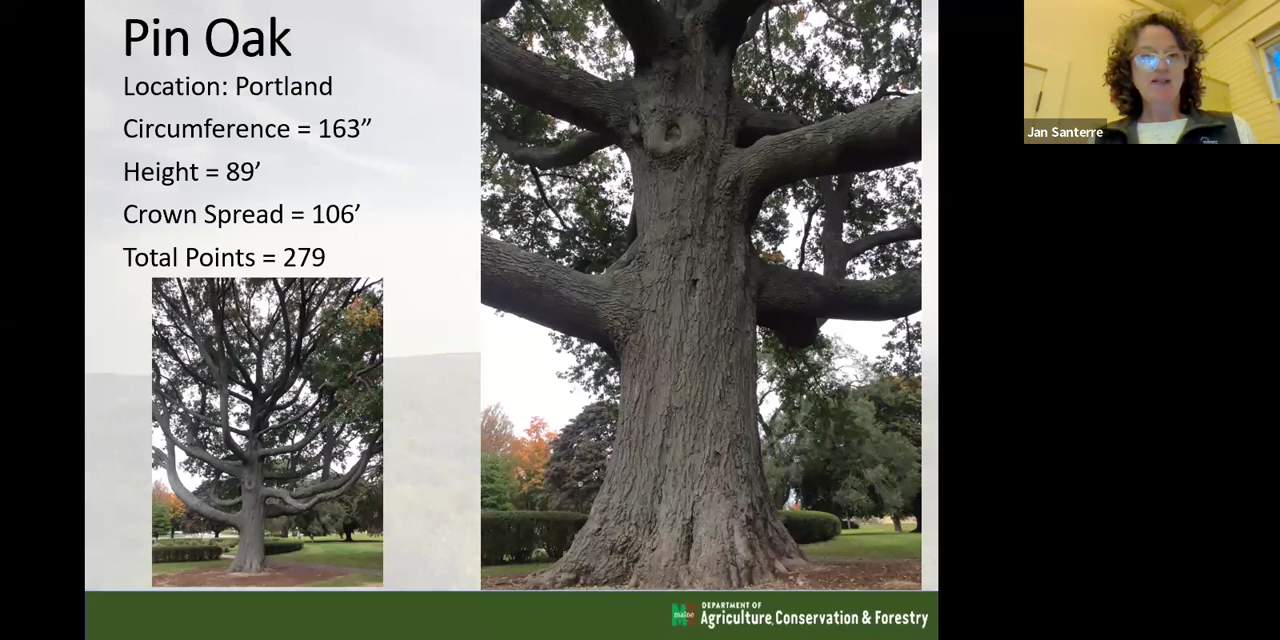 Pin Oak
Location: Portland
Circumference = 163”
Height = 89’
Crown Spread = 106’
Total Points = 279
Jan Santerre
maine
DEPARTMENT OF
Agriculture, Conservation & Forestry